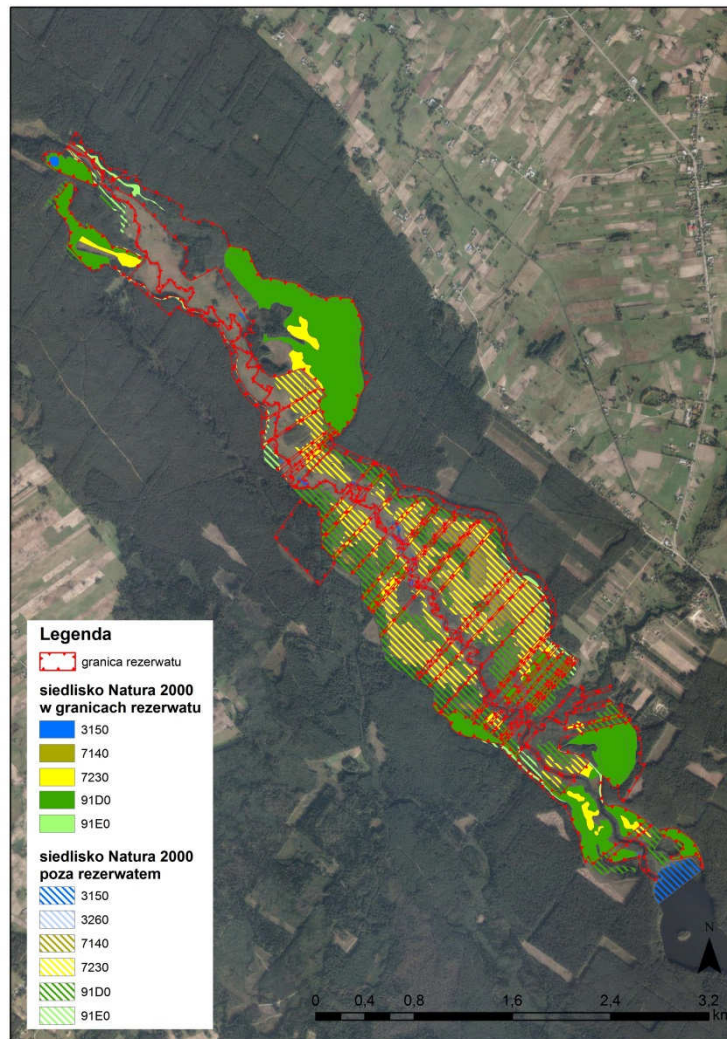 Legenda
granica rezerwatu
siedlisko Natura 2000
w granicach rezerwatu
3150
7140
7230
91D0
91E0
siedlisko Natura 2000
poza rezerwatem
3150
3260
7140
7230
91D0
91E0
N
0 0,4 0,8 1,6 2,4 3,2
km